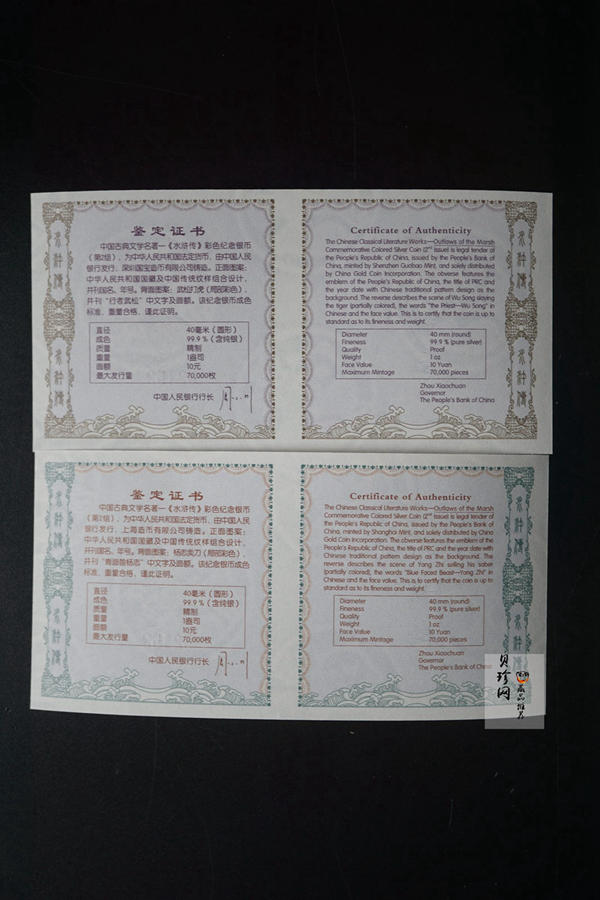 鉴定证书
中国古典文学名著—《水浒传》彩色纪念银币
（第2组），为中华人民共和国法定货币，由中国人民
银行发行，深圳国宝造币有限公司铸造。正面图案：
中华人民共和国国徽及中国传统纹样组合设计，
并刊国名、年号。背面图案：武松打虎（局部彩色），
并刊“行者武松”中文字及面额。该纪念银币成色
标准，重量合格，谨此证明。
直径 40毫米（圆形）
成色 99.9%（含纯银）
质量 精制
重量 1盎司
面额 10元
最大发行量 70,000枚
中国人民银行行长
Certificate of Authenticity
The Chinese Classical Literature Works—Outlaws of the Marsh
Commemorative Colored Silver Coin (2nd Issue) is legal tender of
the People's Republic of China, issued by the People's Bank of
China, minted by Shenzhen Guobao Mint, and solely distributed
by China Gold Coin Incorporation. The obverse features the
emblem of the People's Republic of China, the title of PRC and
the year date with Chinese traditional pattern design as the
background. The reverse describes the scene of Wu Song slaying
the tiger (partially colored), the words "the Priest—Wu Song" in
Chinese and the face value. This is to certify that the coin is up to
standard as to its fineness and weight.
Diameter 40 mm (round)
Fineness 99.9 % (pure silver)
Quality Proof
Weight 1 oz
Face Value 10 Yuan
Maximum Mintage 70,000 pieces
Zhou Xiaochuan
Governor
The People's Bank of China
水浒传
水浒传
水浒传
水浒传
鉴定证书
中国古典文学名著—《水浒传》彩色纪念银币
（第2组），为中华人民共和国法定货币，由中国人民
银行发行，上海造币有限公司铸造。正面图案：
中华人民共和国国徽及中国传统纹样组合设计，
并刊国名、年号。背面图案：杨志卖刀（局部彩色），
并刊“青面兽杨志”中文字及面额。该纪念银币成色
标准，重量合格，谨此证明。
直径 40毫米（圆形）
成色 99.9%（含纯银）
质量 精制
重量 1盎司
面额 10元
最大发行量 70,000枚
中国人民银行行长
Certificate of Authenticity
The Chinese Classical Literature Works—Outlaws of the Marsh
Commemorative Colored Silver Coin (2nd Issue) is legal tender of
the People's Republic of China, issued by the People's Bank of
China, minted by Shanghai Mint, and solely distributed by China
Gold Coin Incorporation. The obverse features the emblem of the
People's Republic of China, the title of PRC and the year date with
Chinese traditional pattern design as the background. The
reverse describes the scene of Yang Zhi selling his saber
(partially colored), the words "Blue Faced Beast—Yang Zhi" in
Chinese and the face value. This is to certify that the coin is up to
standard as to its fineness and weight.
Diameter 40 mm (round)
Fineness 99.9 % (pure silver)
Quality Proof
Weight 1 oz
Face Value 10 Yuan
Maximum Mintage 70,000 pieces
Zhou Xiaochuan
Governor
The People's Bank of China
水浒传
水浒传
水浒传
水浒传
贝珍网
商品推荐